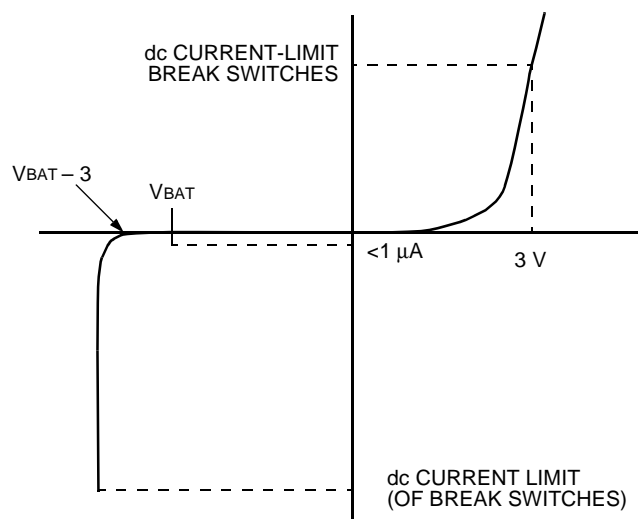 dc CURRENT-LIMIT
BREAK SWITCHES
VBAT – 3
VBAT
<1 μA
3 V
dc CURRENT LIMIT
(OF BREAK SWITCHES)